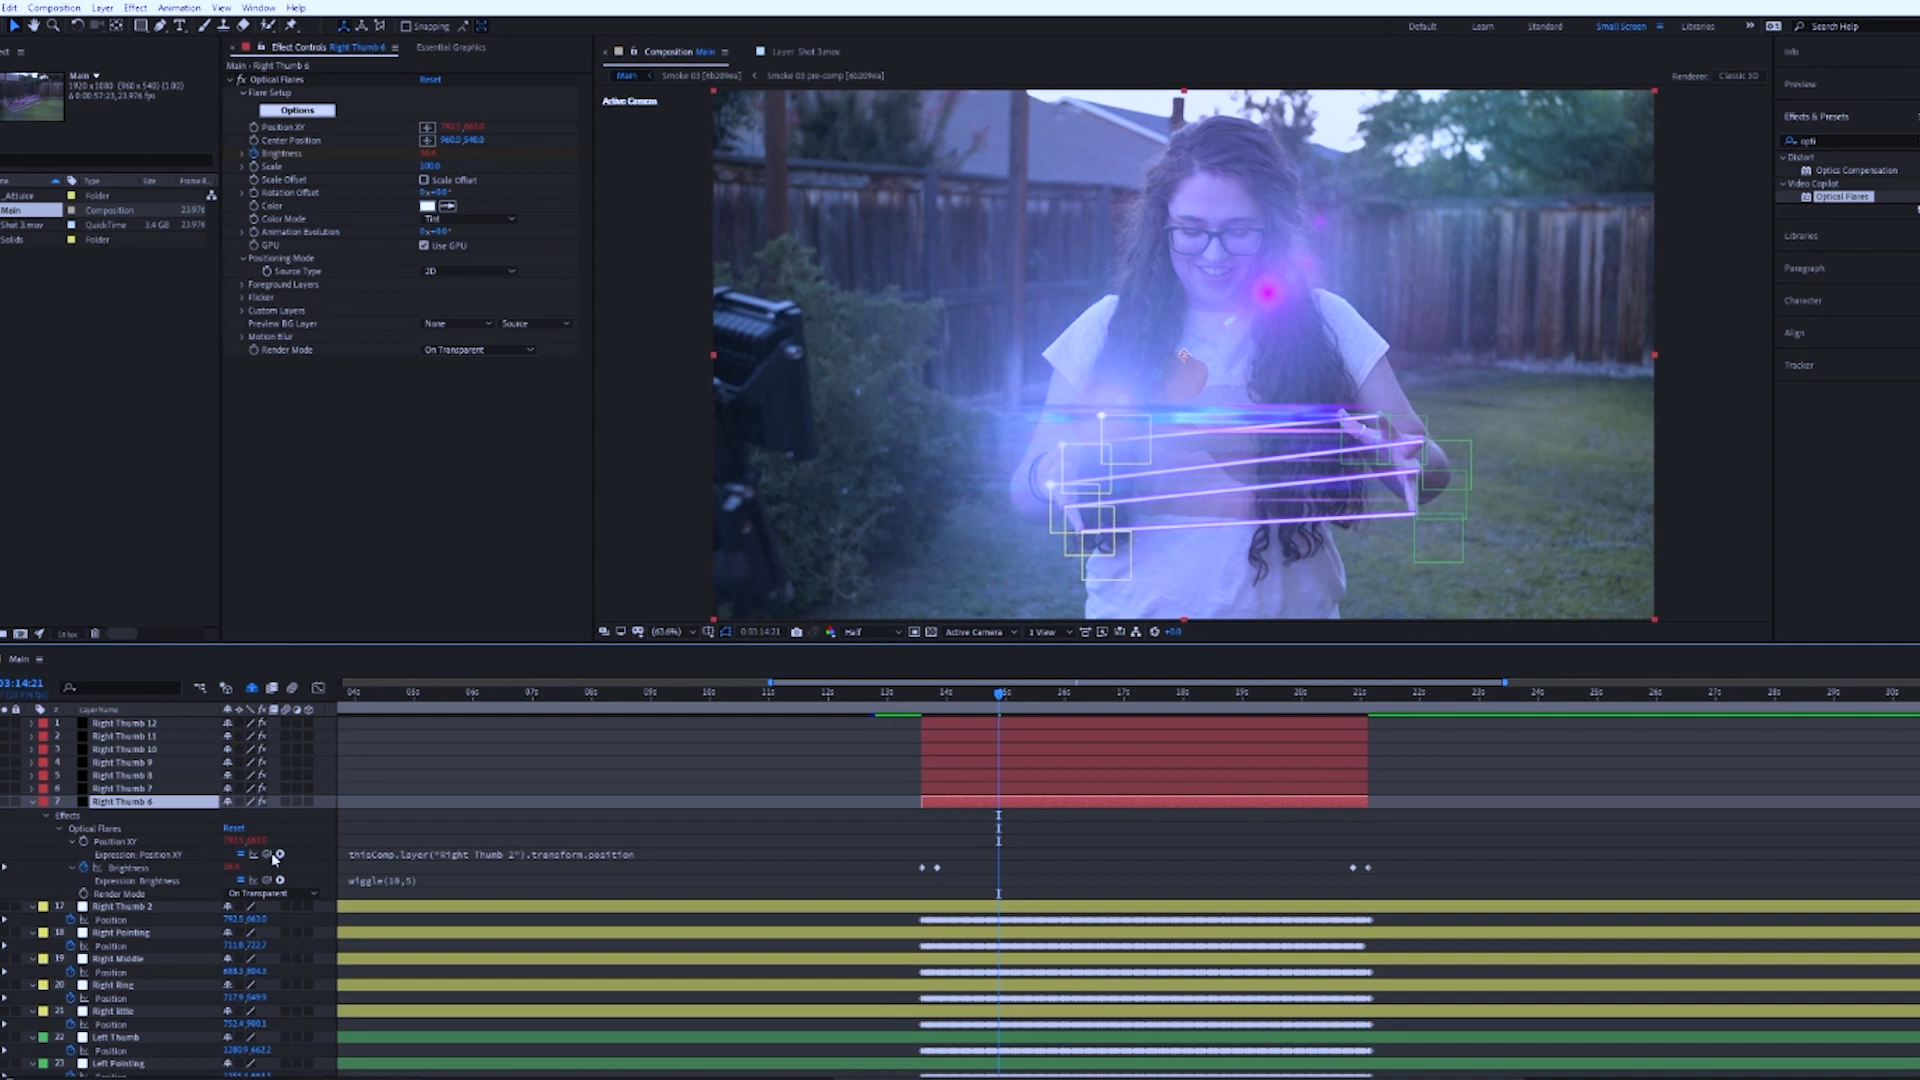 Edit Composition Layer Effect Animation View Window Help
Snapping
Default Learn Standard Small Screen Libraries Search Help
Effect Controls Right Thumb 6 Essential Graphics
Composition Main Layer Shot 3.mov
Info
Main · Right Thumb 6
Main Smoke 03 [6b209ea] Smoke 03 pre-comp [6b209ea]
Renderer: Classic 3D
Main
1920 x 1080 (960 x 540) (1.00)
Δ 0:00:57:23, 23.976 fps
Optical Flares Reset
Flare Setup
Options
Active Camera
Position XY 792.5, 663.0
Center Position 960.0, 540.0
Brightness
Scale 100.0
Scale Offset Scale Offset
Rotation Offset 0x+0.0°
Color
Color Mode Tint
Animation Evolution 0x+0.0°
GPU Use GPU
Positioning Mode
Source Type 2D
Foreground Layers
Flicker
Custom Layers
Preview BG Layer None Source
Motion Blur
Render Mode On Transparent
Type Size Frame R...
_AEJuice Folder
Main Composition 23.976
Shot 3.mov QuickTime 3.4 GB 23.976
Solids Folder
Preview
Effects & Presets
opti
Distort
Optics Compensation
Video Copilot
Optical Flares
Libraries
Paragraph
Character
Align
Tracker
(63.6%) 0:03:14:21 Half Active Camera 1 View +0.0
Main
03:14:21
04s 05s 06s 07s 08s 09s 10s 11s 12s 13s 14s 15s 16s 17s 18s 19s 20s 21s 22s 23s 24s 25s 26s 27s 28s 29s 30s
LayerName
1 Right Thumb 12
2 Right Thumb 11
3 Right Thumb 10
4 Right Thumb 9
5 Right Thumb 8
6 Right Thumb 7
7 Right Thumb 6
Effects
Optical Flares Reset
Position XY 792.5, 663.0
Expression: Position XY thisComp.layer("Right Thumb 2").transform.position
Brightness
Expression: Brightness wiggle(10,5)
Render Mode On Transparent
17 Right Thumb 2
Position 792.5, 663.0
18 Right Pointing
Position 711.8, 722.7
19 Right Middle
Position 688.3, 804.3
20 Right Ring
Position 717.9, 849.9
21 Right little
Position 752.4, 900.1
22 Left Thumb
Position 1280.9, 662.2
23 Left Pointing